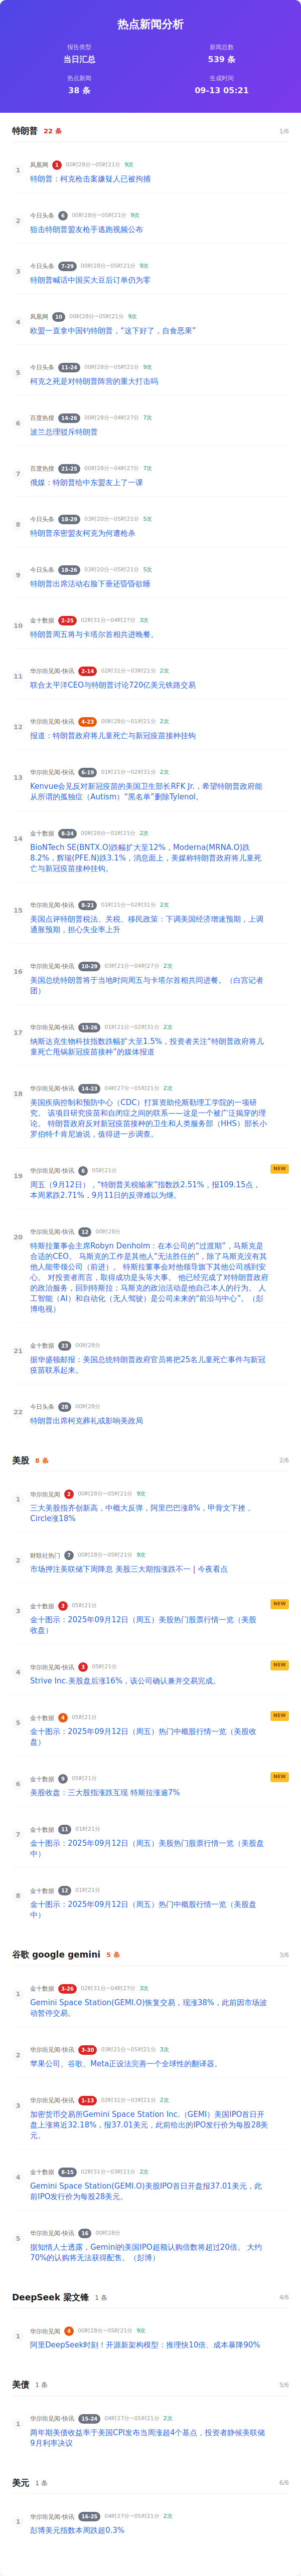 热点新闻分析
报告类型
当日汇总
新闻总数
539 条
热点新闻
38 条
生成时间
09-13 05:21
特朗普 22 条 1/6
1
凤凰网 1 00时28分~05时21分 9次
特朗普：柯克枪击案嫌疑人已被拘捕
2
今日头条 6 00时28分~05时21分 9次
狙击特朗普盟友枪手逃跑视频公布
3
今日头条 7-29 00时28分~05时21分 9次
特朗普喊话中国买大豆后订单仍为零
4
凤凰网 10 00时28分~05时21分 9次
欧盟一直拿中国钓特朗普，“这下好了，自食恶果”
5
今日头条 11-24 00时28分~05时21分 9次
柯克之死是对特朗普阵营的重大打击吗
6
百度热搜 14-26 00时28分~04时27分 7次
波兰总理驳斥特朗普
7
百度热搜 21-25 00时28分~04时27分 7次
俄媒：特朗普给中东盟友上了一课
8
今日头条 18-29 03时20分~05时21分 5次
特朗普亲密盟友柯克为何遭枪杀
9
今日头条 18-26 03时20分~05时21分 5次
特朗普出席活动右脸下垂还昏昏欲睡
10
金十数据 2-25 02时31分~04时27分 3次
特朗普周五将与卡塔尔首相共进晚餐。
11
华尔街见闻-快讯 2-14 02时31分~03时21分 2次
联合太平洋CEO与特朗普讨论720亿美元铁路交易
12
华尔街见闻-快讯 4-23 00时28分~01时21分 2次
报道：特朗普政府将儿童死亡与新冠疫苗接种挂钩
13
华尔街见闻-快讯 6-19 01时21分~02时31分 2次
Kenvue会见反对新冠疫苗的美国卫生部长RFK Jr.，希望特朗普政府能
从所谓的孤独症（Autism）“黑名单”删除Tylenol。
14
金十数据 8-24 00时28分~01时21分 2次
BioNTech SE(BNTX.O)跌幅扩大至12%，Moderna(MRNA.O)跌
8.2%，辉瑞(PFE.N)跌3.1%，消息面上，美媒称特朗普政府将儿童死
亡与新冠疫苗接种挂钩。
15
华尔街见闻-快讯 8-21 01时21分~02时31分 2次
美国点评特朗普税法、关税、移民政策：下调美国经济增速预期，上调
通胀预期，担心失业率上升
16
华尔街见闻-快讯 10-29 03时21分~04时27分 2次
美国总统特朗普将于当地时间周五与卡塔尔首相共同进餐。（白宫记者
团）
17
华尔街见闻-快讯 13-26 01时21分~02时31分 2次
纳斯达克生物科技指数跌幅扩大至1.5%，投资者关注“特朗普政府将儿
童死亡甩锅新冠疫苗接种”的媒体报道
18
华尔街见闻-快讯 14-23 04时27分~05时21分 2次
美国疾病控制和预防中心（CDC）打算资助伦斯勒理工学院的一项研
究。 该项目研究疫苗和自闭症之间的联系——这是一个被广泛揭穿的理
论。 特朗普政府反对新冠疫苗接种的卫生和人类服务部（HHS）部长小
罗伯特·F·肯尼迪说，值得进一步调查。
19
华尔街见闻-快讯 6 05时21分 NEW
周五（9月12日），“特朗普关税输家”指数跌2.51%，报109.15点，
本周累跌2.71%，9月11日的反弹难以为继。
20
华尔街见闻-快讯 12 00时28分
特斯拉董事会主席Robyn Denholm：在本公司的“过渡期”，马斯克是
合适的CEO。 马斯克的工作是其他人“无法胜任的”，除了马斯克没有其
他人能带领公司（前进）。 特斯拉董事会对他领导旗下其他公司感到安
心。 对投资者而言，取得成功是头等大事。 他已经完成了对特朗普政府
的政治服务，回到特斯拉；马斯克的政治活动是他自己本人的行为。 人
工智能（AI）和自动化（无人驾驶）是公司未来的“前沿与中心”。（彭
博电视）
21
金十数据 23 00时28分
据华盛顿邮报：美国总统特朗普政府官员将把25名儿童死亡事件与新冠
疫苗联系起来。
22
今日头条 28 00时28分
特朗普出席柯克葬礼或影响美政局
美股 8 条 2/6
1
华尔街见闻 2 00时28分~05时21分 9次
三大美股指齐创新高，中概大反弹，阿里巴巴涨8%，甲骨文下挫，
Circle涨18%
2
财联社热门 7 00时28分~05时21分 9次
市场押注美联储下周降息 美股三大期指涨跌不一 | 今夜看点
3
金十数据 3 05时21分 NEW
金十图示：2025年09月12日（周五）美股热门股票行情一览（美股
收盘）
4
华尔街见闻-快讯 3 05时21分 NEW
Strive Inc.美股盘后涨16%，该公司确认兼并交易完成。
5
金十数据 4 05时21分 NEW
金十图示：2025年09月12日（周五）热门中概股行情一览（美股收
盘）
6
金十数据 9 05时21分 NEW
美股收盘：三大股指涨跌互现 特斯拉涨逾7%
7
金十数据 11 01时21分
金十图示：2025年09月12日（周五）美股热门股票行情一览（美股盘
中）
8
金十数据 12 01时21分
金十图示：2025年09月12日（周五）热门中概股行情一览（美股盘
中）
谷歌 google gemini 5 条 3/6
1
金十数据 3-26 02时31分~04时27分 3次
Gemini Space Station(GEMI.O)恢复交易，现涨38%，此前因市场波
动暂停交易。
2
华尔街见闻-快讯 3-30 03时21分~05时21分 3次
苹果公司、谷歌、Meta正设法完善一个全球性的翻译器。
3
华尔街见闻-快讯 1-13 02时31分~03时21分 2次
加密货币交易所Gemini Space Station Inc.（GEMI）美国IPO首日开
盘上涨将近32.18%，报37.01美元，此前给出的IPO发行价为每股28美
元。
4
金十数据 8-15 02时31分~03时21分 2次
Gemini Space Station(GEMI.O)美股IPO首日开盘报37.01美元，此
前IPO发行价为每股28美元。
5
华尔街见闻-快讯 16 00时28分
据知情人士透露，Gemini的美国IPO超额认购倍数将超过20倍。 大约
70%的认购将无法获得配售。（彭博）
DeepSeek 梁文锋 1 条 4/6
1
华尔街见闻 4 00时28分~05时21分 9次
阿里DeepSeek时刻！开源新架构模型：推理快10倍、成本暴降90%
美债 1 条 5/6
1
华尔街见闻-快讯 15-24 04时27分~05时21分 2次
两年期美债收益率于美国CPI发布当周涨超4个基点，投资者静候美联储
9月利率决议
美元 1 条 6/6
1
华尔街见闻-快讯 16-25 04时27分~05时21分 2次
彭博美元指数本周跌超0.3%